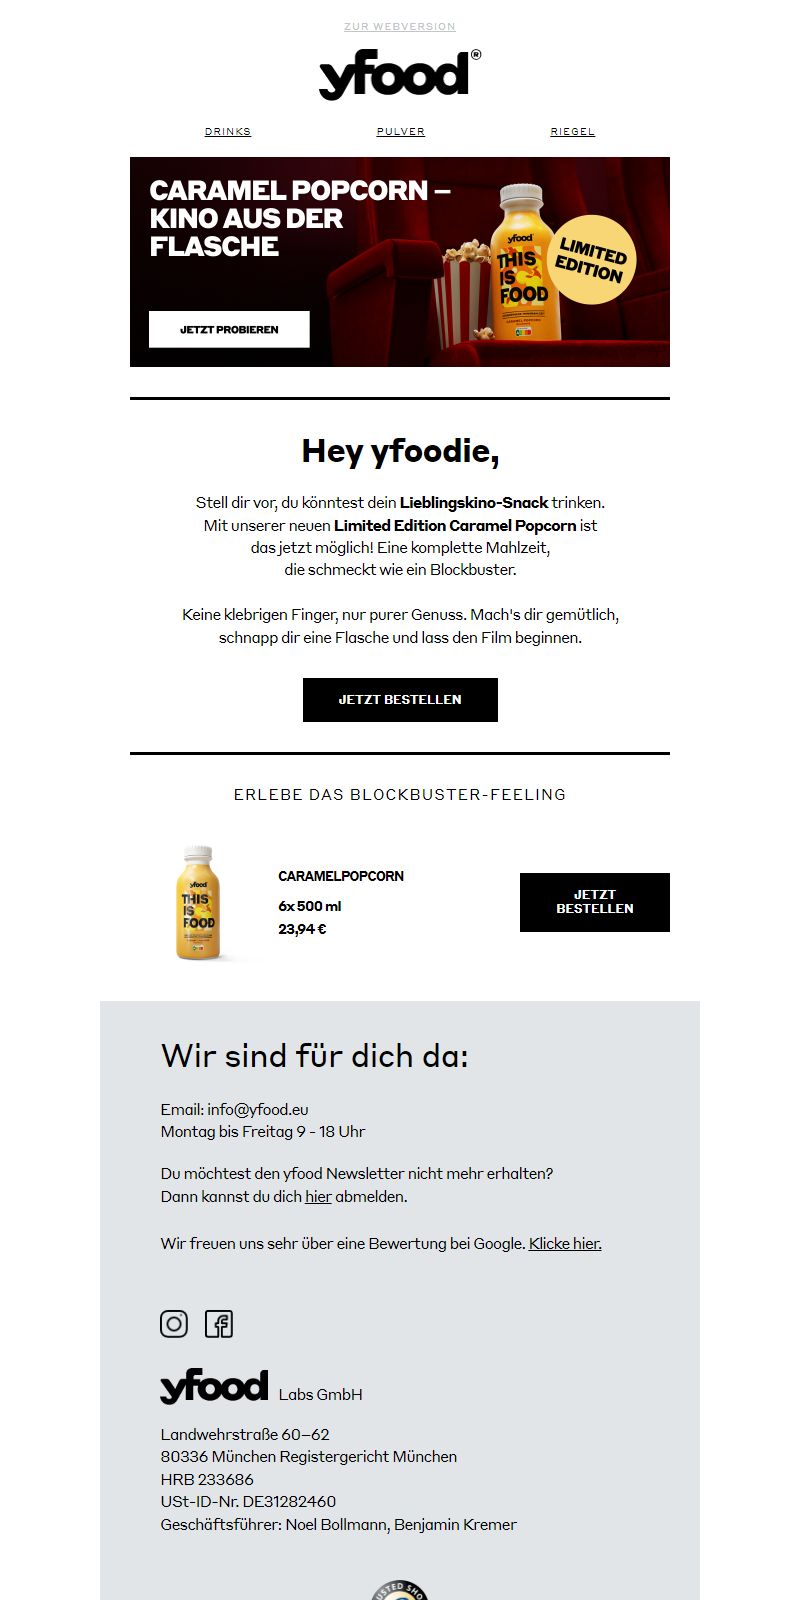 ZUR WEBVERSION
yfood®
DRINKS PULVER RIEGEL
CARAMEL POPCORN –
KINO AUS DER
FLASCHE
JETZT PROBIEREN
yfood
THIS
IS
FOOD
CARAMEL POPCORN
LIMITED
EDITION
Hey yfoodie,
Stell dir vor, du könntest dein Lieblingskino-Snack trinken.
Mit unserer neuen Limited Edition Caramel Popcorn ist
das jetzt möglich! Eine komplette Mahlzeit,
die schmeckt wie ein Blockbuster.
Keine klebrigen Finger, nur purer Genuss. Mach's dir gemütlich,
schnapp dir eine Flasche und lass den Film beginnen.
JETZT BESTELLEN
ERLEBE DAS BLOCKBUSTER-FEELING
yfood
THIS
IS
FOOD
CARAMELPOPCORN
6x 500 ml
23,94 €
JETZT
BESTELLEN
Wir sind für dich da:
Email: info@yfood.eu
Montag bis Freitag 9 - 18 Uhr
Du möchtest den yfood Newsletter nicht mehr erhalten?
Dann kannst du dich hier abmelden.
Wir freuen uns sehr über eine Bewertung bei Google. Klicke hier.
yfood Labs GmbH
Landwehrstraße 60–62
80336 München Registergericht München
HRB 233686
USt-ID-Nr. DE31282460
Geschäftsführer: Noel Bollmann, Benjamin Kremer